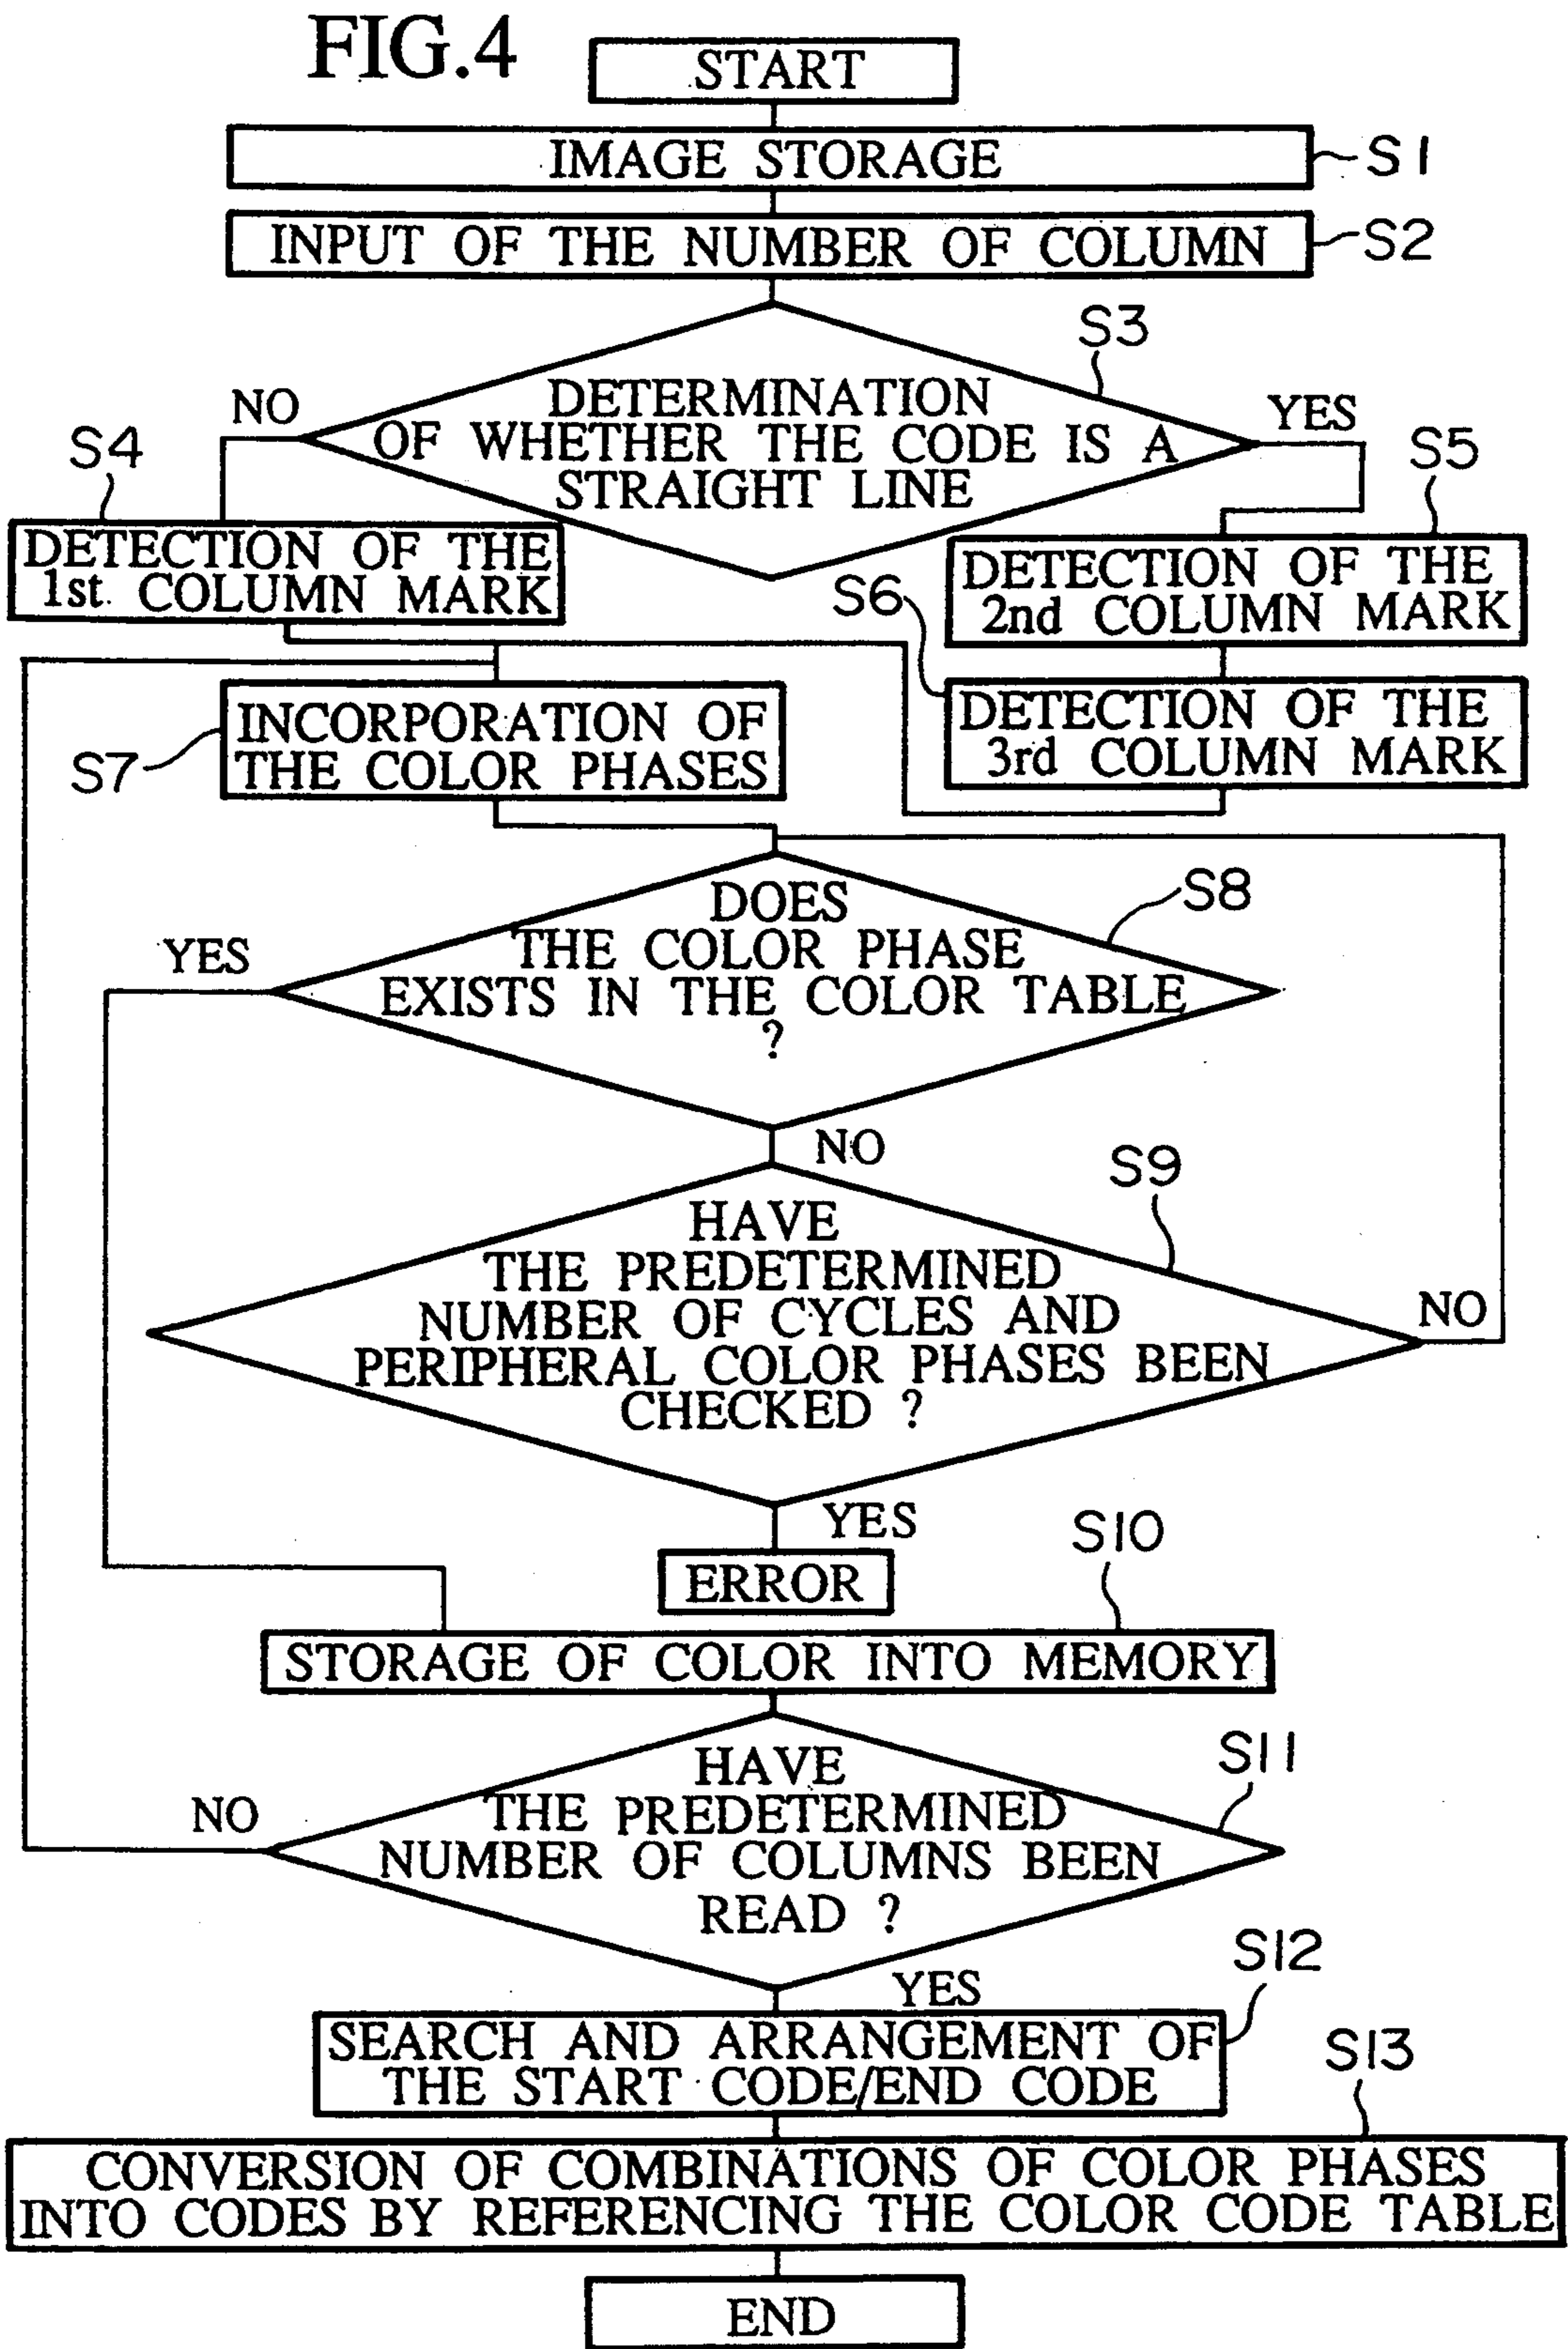 FIG.4
START
IMAGE STORAGE
S1
INPUT OF THE NUMBER OF COLUMN
S2
S3
DETERMINATION
OF WHETHER THE CODE IS A
STRAIGHT LINE
NO
YES
S4
DETECTION OF THE
1st. COLUMN MARK
S5
DETECTION OF THE
2nd COLUMN MARK
S6
DETECTION OF THE
3rd COLUMN MARK
S7
INCORPORATION OF
THE COLOR PHASES
S8
DOES
THE COLOR PHASE
EXISTS IN THE COLOR TABLE
?
YES
NO
S9
HAVE
THE PREDETERMINED
NUMBER OF CYCLES AND
PERIPHERAL COLOR PHASES BEEN
CHECKED ?
NO
YES
ERROR
S10
STORAGE OF COLOR INTO MEMORY
S11
HAVE
THE PREDETERMINED
NUMBER OF COLUMNS BEEN
READ ?
NO
YES
S12
SEARCH AND ARRANGEMENT OF
THE START CODE/END CODE
S13
CONVERSION OF COMBINATIONS OF COLOR PHASES
INTO CODES BY REFERENCING THE COLOR CODE TABLE
END